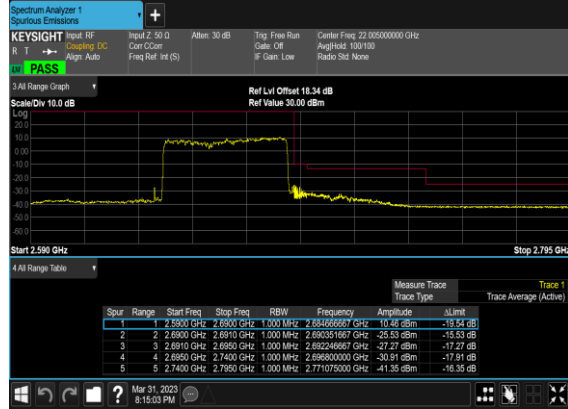 Spectrum Analyzer 1
Spurious Emissions
KEYSIGHT
R T
LW PASS
Input: RF
Coupling: DC
Align: Auto
Input Z: 50 Ω
Corr CCorr
Freq Ref: Int (S)
Atten: 30 dB
Trig: Free Run
Gate: Off
IF Gain: Low
Center Freq: 22.005000000 GHz
Avg|Hold: 100/100
Radio Std: None
3 All Range Graph
Scale/Div 10.0 dB
Ref Lvl Offset 18.34 dB
Ref Value 30.00 dBm
Log
20.0
10.0
0.00
-10.0
-20.0
-30.0
-40.0
-50.0
-60.0
Start 2.590 GHz
Stop 2.795 GHz
4 All Range Table
Measure Trace Trace 1
Trace Type Trace Average (Active)
Spur Range Start Freq Stop Freq RBW Frequency Amplitude ΔLimit
1 1 2.5900 GHz 2.6900 GHz 1.000 MHz 2.684666667 GHz 10.46 dBm -19.54 dB
2 2 2.6900 GHz 2.6910 GHz 1.000 MHz 2.690351667 GHz -25.53 dBm -15.53 dB
3 3 2.6910 GHz 2.6950 GHz 1.000 MHz 2.692246667 GHz -27.27 dBm -17.27 dB
4 4 2.6950 GHz 2.7400 GHz 1.000 MHz 2.696800000 GHz -30.91 dBm -17.91 dB
5 5 2.7400 GHz 2.7950 GHz 1.000 MHz 2.771075000 GHz -41.35 dBm -16.35 dB
?
Mar 31, 2023
8:15:03 PM